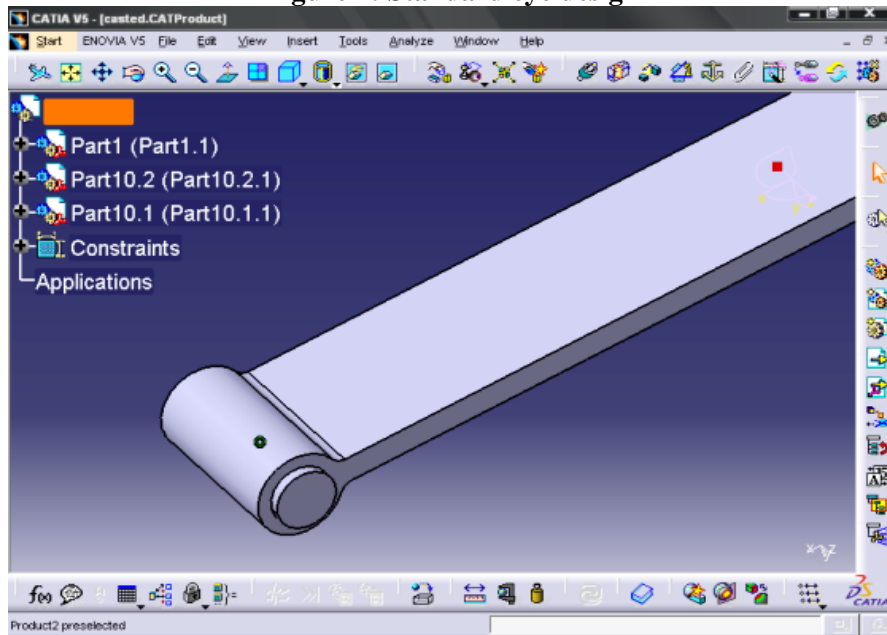 CATIA V5 - [casted.CATProduct]
Start ENOVIA V5 File Edit View Insert Tools Analyze Window Help
Part1 (Part1.1)
Part10.2 (Part10.2.1)
Part10.1 (Part10.1.1)
Constraints
Applications
Product2 preselected